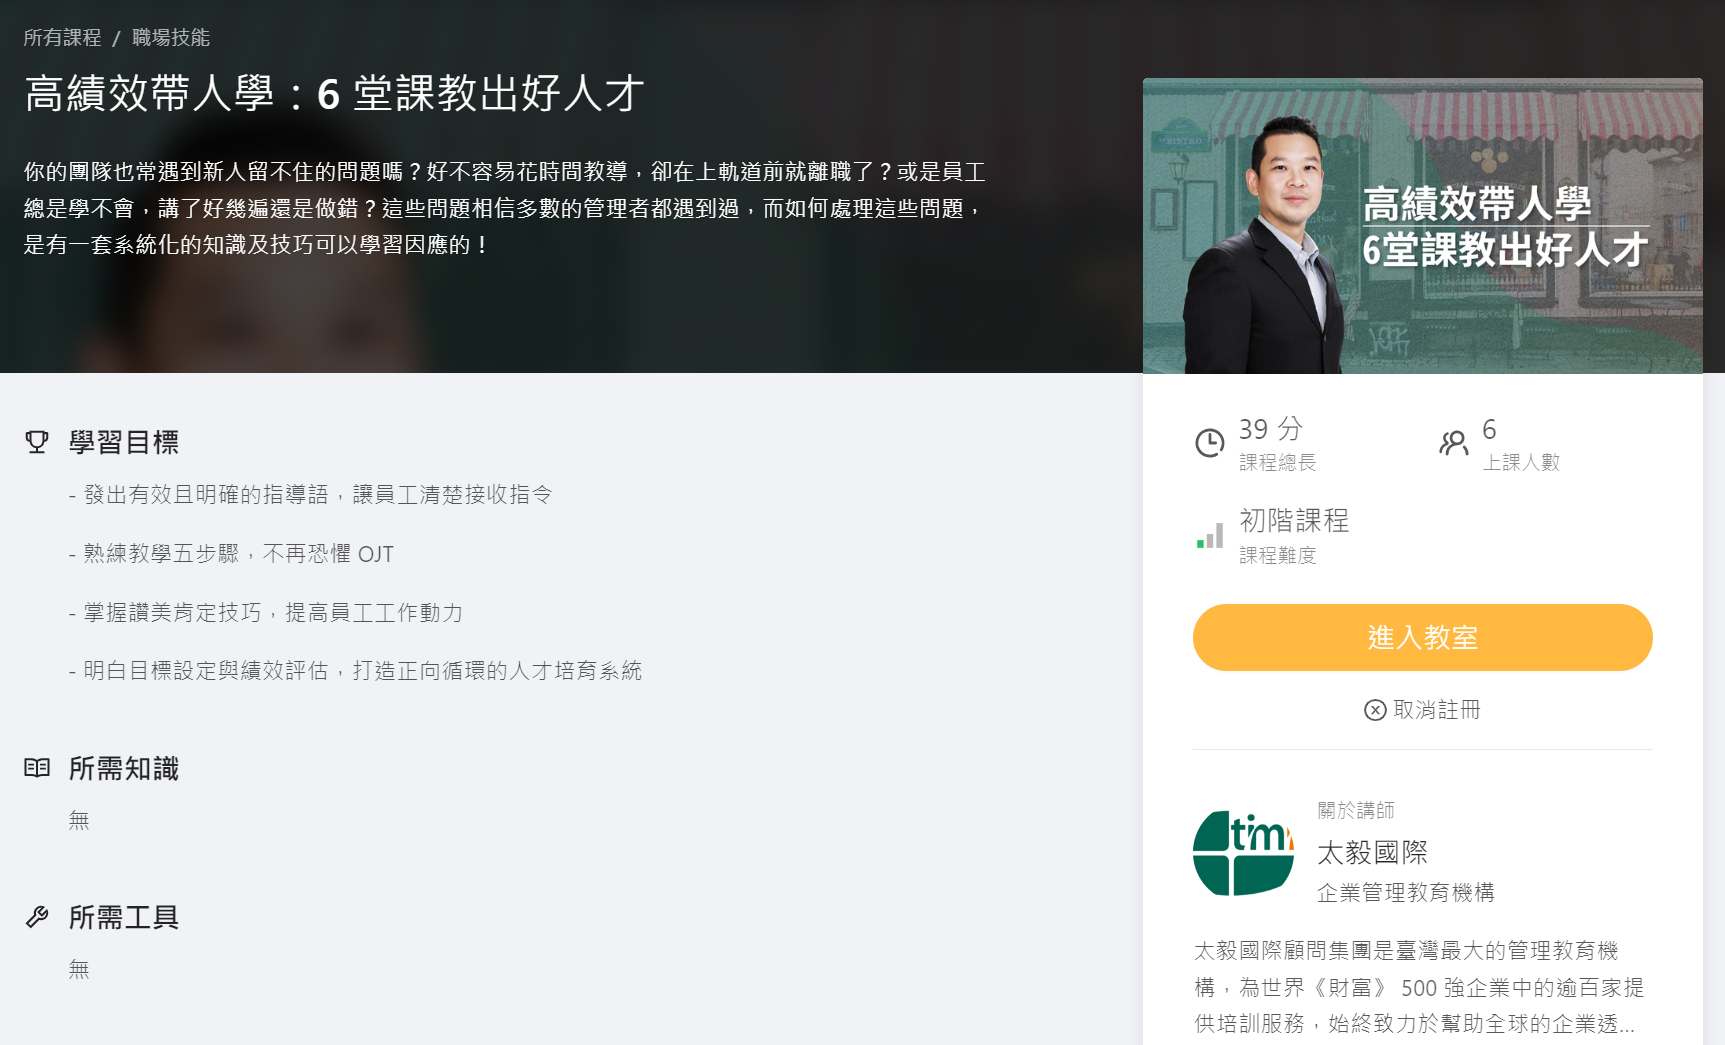 所有課程 / 職場技能
高績效帶人學：6 堂課教出好人才
你的團隊也常遇到新人留不住的問題嗎？好不容易花時間教導，卻在上軌道前就離職了？或是員工
總是學不會，講了好幾遍還是做錯？這些問題相信多數的管理者都遇到過，而如何處理這些問題，
是有一套系統化的知識及技巧可以學習因應的！
BISTRO
高績效帶人學
6堂課教出好人才
學習目標
- 發出有效且明確的指導語，讓員工清楚接收指令
- 熟練教學五步驟，不再恐懼 OJT
- 掌握讚美肯定技巧，提高員工工作動力
- 明白目標設定與績效評估，打造正向循環的人才培育系統
所需知識
無
所需工具
無
39 分
課程總長
6
上課人數
初階課程
課程難度
進入教室
取消註冊
關於講師
tim
太毅國際
企業管理教育機構
太毅國際顧問集團是臺灣最大的管理教育機
構，為世界《財富》 500 強企業中的逾百家提
供培訓服務，始終致力於幫助全球的企業透...